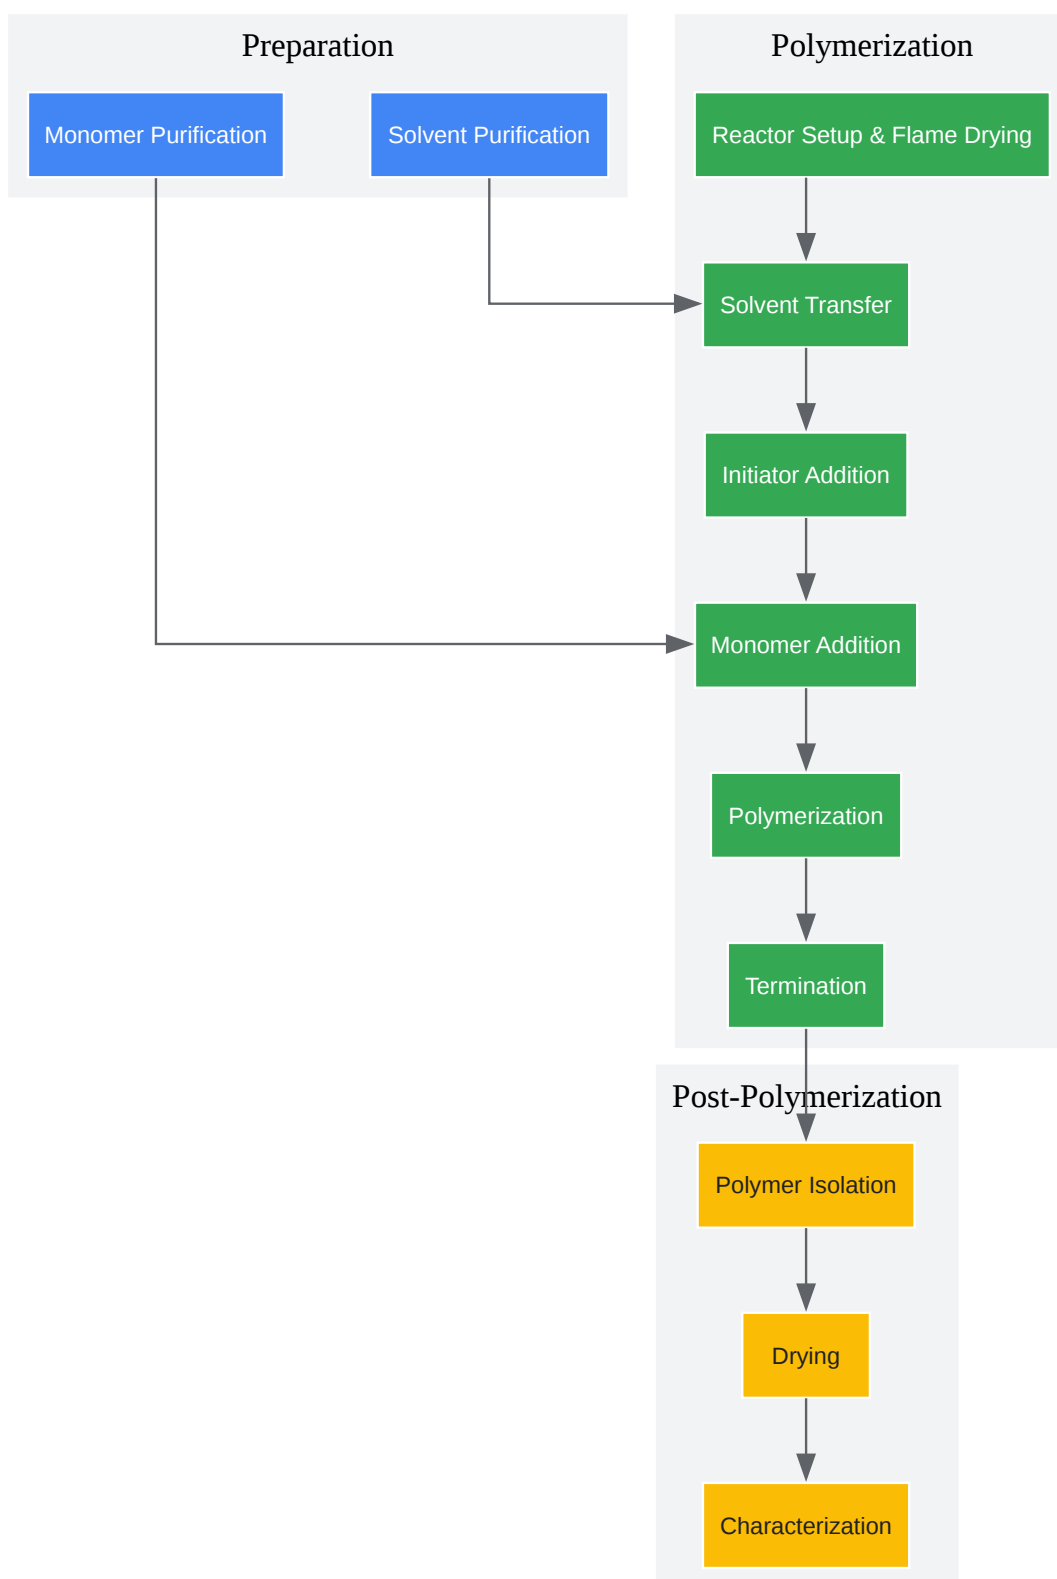 Preparation
Monomer Purification
Solvent Purification
Polymerization
Reactor Setup & Flame Drying
Solvent Transfer
Initiator Addition
Monomer Addition
Polymerization
Termination
Post-Polymerization
Polymer Isolation
Drying
Characterization